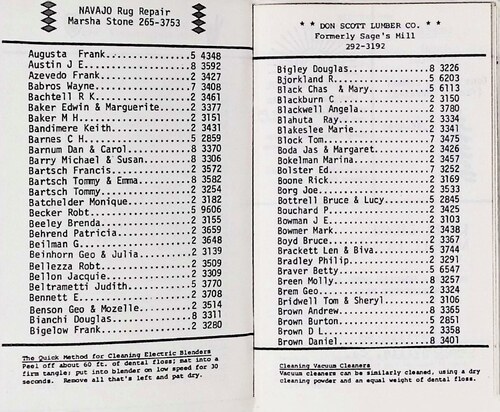 NAVAJO Rug Repair
Marsha Stone 265-3753
Augusta Frank..................5 4348
Austin J E.....................8 3592
Azevedo Frank..................2 3427
Babros Wayne...................7 3408
Bachtell R K...................2 3461
Baker Edwin & Marguerite.......2 3377
Baker M H......................2 3151
Bandimere Keith................2 3431
Barnes C H.....................5 2859
Barnum Dan & Carol.............8 3370
Barry Michael & Susan..........8 3306
Bartsch Francis................2 3572
Bartsch Tommy & Emma...........8 3582
Bartsch Tommy..................2 3254
Batchelder Monique.............2 3182
Becker Robt....................5 9606
Beeley Brenda..................2 3155
Behrend Patricia...............2 3659
Beilman G......................2 3648
Beinhorn Geo & Julia...........2 3139
Bellezza Robt..................2 3509
Bellon Jacquie.................2 3309
Beltrametti Judith.............5 3770
Bennett E......................2 3708
Benson Geo & Mozelle...........2 3514
Bianchi Douglas................8 3311
Bigelow Frank..................2 3280
The Quick Method for Cleaning Electric Blenders
Peel off about 60 ft. of dental floss; mat into a
firm tangle; put into blender on low speed for 30
seconds. Remove all that's left and pat dry.
* * DON SCOTT LUMBER CO. * *
Formerly Sage's Mill
292-3192
Bigley Douglas.................8 3226
Bjorkland R....................5 6203
Black Chas & Mary..............5 6113
Blackburn C....................2 3150
Blackwell Angela...............2 3780
Blahuta Ray....................2 3334
Blakeslee Marie................2 3341
Block Tom......................7 3475
Boda Jas & Margaret............2 3426
Bokelman Marina................2 3457
Bolster Ed.....................7 3252
Boone Rick.....................2 3169
Borg Joe.......................2 3533
Bottrell Bruce & Lucy..........5 2845
Bouchard P.....................2 3425
Bowman J E.....................2 3103
Bowmer Mark....................2 3438
Boyd Bruce.....................2 3367
Brackett Len & Biva............5 3744
Bradley Philip.................2 3291
Braver Betty...................5 6547
Breen Molly....................8 3257
Brem Geo.......................2 3324
Bridwell Tom & Sheryl..........2 3106
Brown Andrew...................8 3365
Brown Burton...................5 2851
Brown D L......................2 3358
Brown Daniel...................8 3401
Cleaning Vacuum Cleaners
Vacuum cleaners can be similarly cleaned, using a dry
cleaning powder and an equal weight of dental floss.